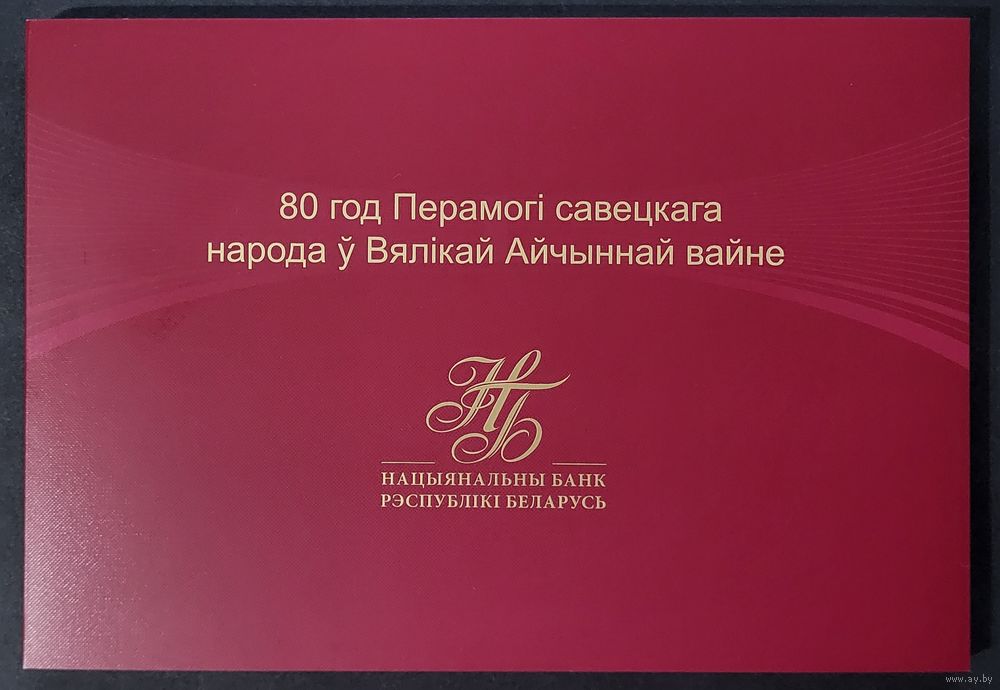 80 год Перамогі савецкага
народа ў Вялікай Айчыннай вайне
НБ
НАЦЫЯНАЛЬНЫ БАНК
РЭСПУБЛІКІ БЕЛАРУСЬ
www.ay.by